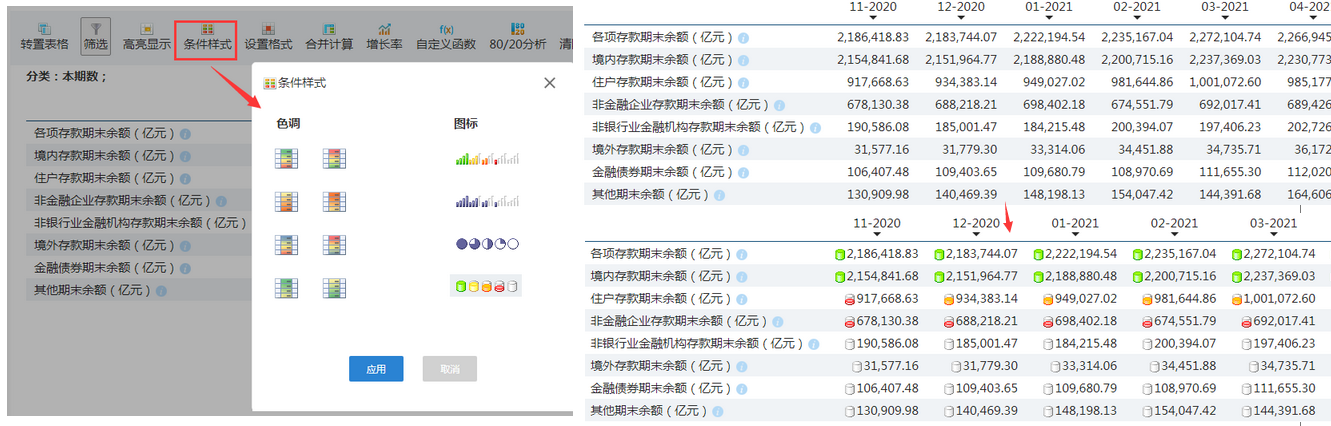 转置表格 筛选 高亮显示 条件样式 设置格式 合并计算 增长率 自定义函数 80/20分析
分类：本期数；
各项存款期末余额（亿元）
境内存款期末余额（亿元）
住户存款期末余额（亿元）
非金融企业存款期末余额（亿元）
非银行业金融机构存款期末余额（亿元）
境外存款期末余额（亿元）
金融债券期末余额（亿元）
其他期末余额（亿元）
条件样式
色调 图标
应用 取消
11-2020 12-2020 01-2021 02-2021 03-2021 04-202
各项存款期末余额（亿元） 2,186,418.83 2,183,744.07 2,222,194.54 2,235,167.04 2,272,104.74 2,266,945
境内存款期末余额（亿元） 2,154,841.68 2,151,964.77 2,188,880.48 2,200,715.16 2,237,369.03 2,230,773
住户存款期末余额（亿元） 917,668.63 934,383.14 949,027.02 981,644.86 1,001,072.60 985,177
非金融企业存款期末余额（亿元） 678,130.38 688,218.21 698,402.18 674,551.79 692,017.41 689,426
非银行业金融机构存款期末余额（亿元） 190,586.08 185,001.47 184,215.48 200,394.07 197,406.23 202,726
境外存款期末余额（亿元） 31,577.16 31,779.30 33,314.06 34,451.88 34,735.71 36,172
金融债券期末余额（亿元） 106,407.48 109,403.65 109,680.79 108,970.69 111,655.30 112,020
其他期末余额（亿元） 130,909.98 140,469.39 148,198.13 154,047.42 144,391.68 164,606
11-2020 12-2020 01-2021 02-2021 03-2021
各项存款期末余额（亿元） 2,186,418.83 2,183,744.07 2,222,194.54 2,235,167.04 2,272,104.74
境内存款期末余额（亿元） 2,154,841.68 2,151,964.77 2,188,880.48 2,200,715.16 2,237,369.03
住户存款期末余额（亿元） 917,668.63 934,383.14 949,027.02 981,644.86 1,001,072.60
非金融企业存款期末余额（亿元） 678,130.38 688,218.21 698,402.18 674,551.79 692,017.41
非银行业金融机构存款期末余额（亿元） 190,586.08 185,001.47 184,215.48 200,394.07 197,406.23
境外存款期末余额（亿元） 31,577.16 31,779.30 33,314.06 34,451.88 34,735.71
金融债券期末余额（亿元） 106,407.48 109,403.65 109,680.79 108,970.69 111,655.30
其他期末余额（亿元） 130,909.98 140,469.39 148,198.13 154,047.42 144,391.68